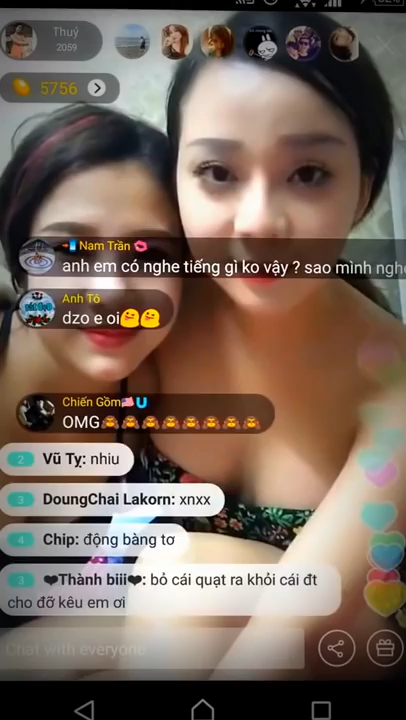 Thuý
2059
5756
Nam Trần
anh em có nghe tiếng gì ko vậy ? sao mình nghe
Anh Tó
dzo e oi😋😋
Chiến Gồm🇺🇸U
OMG🙈🙈🙈🙈🙈🙈🙈🙈
2 Vũ Tỵ: nhiu
3 DoungChai Lakorn: xnxx
4 Chip: động bàng tơ
3 ❤Thành biii❤: bỏ cái quạt ra khỏi cái đt
cho đỡ kêu em ơi
Chat with everyone